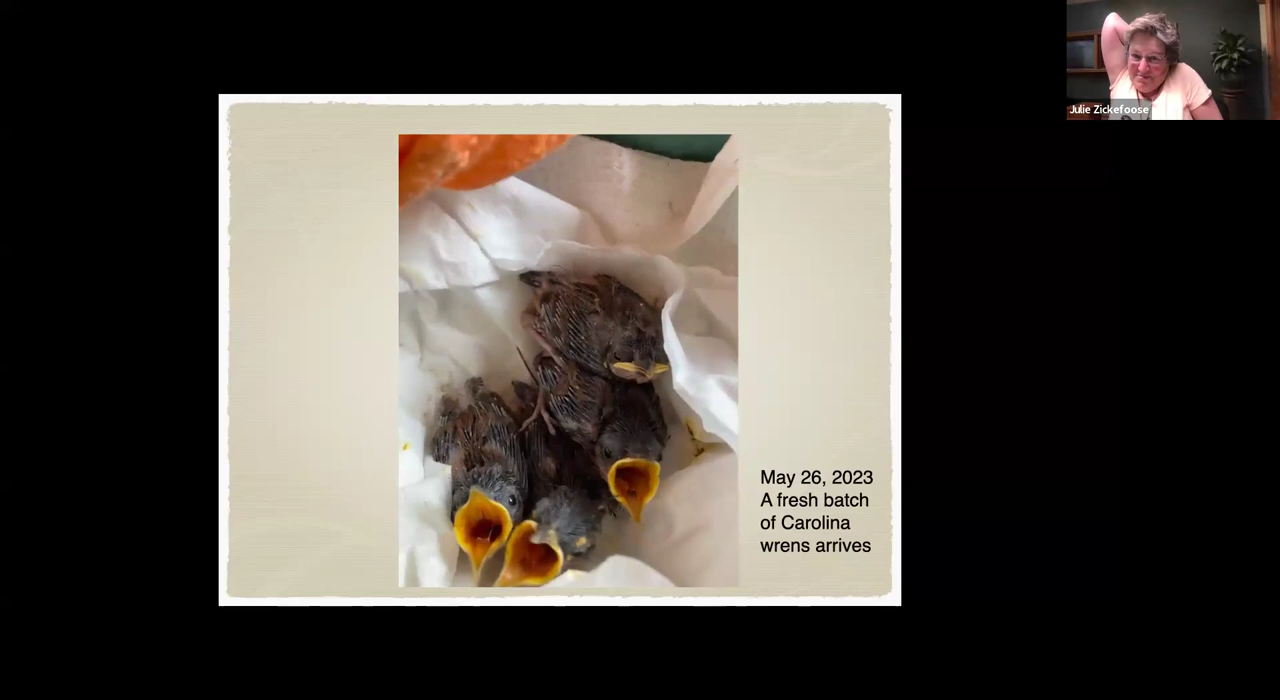 Julie Zickefoose
May 26, 2023
A fresh batch
of Carolina
wrens arrives